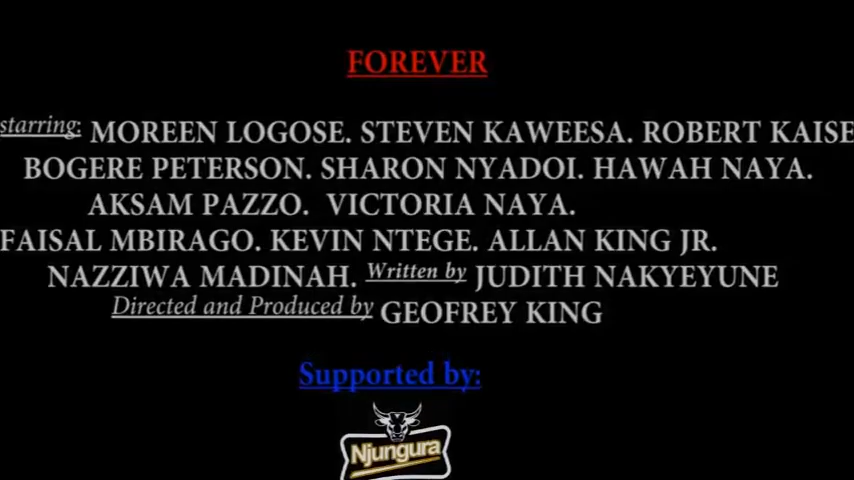 FOREVER
starring: MOREEN LOGOSE. STEVEN KAWEESA. ROBERT KAISE
BOGERE PETERSON. SHARON NYADOI. HAWAH NAYA.
AKSAM PAZZO. VICTORIA NAYA.
FAISAL MBIRAGO. KEVIN NTEGE. ALLAN KING JR.
NAZZIWA MADINAH. Written by JUDITH NAKYEYUNE
Directed and Produced by GEOFREY KING
Supported by:
Njungura